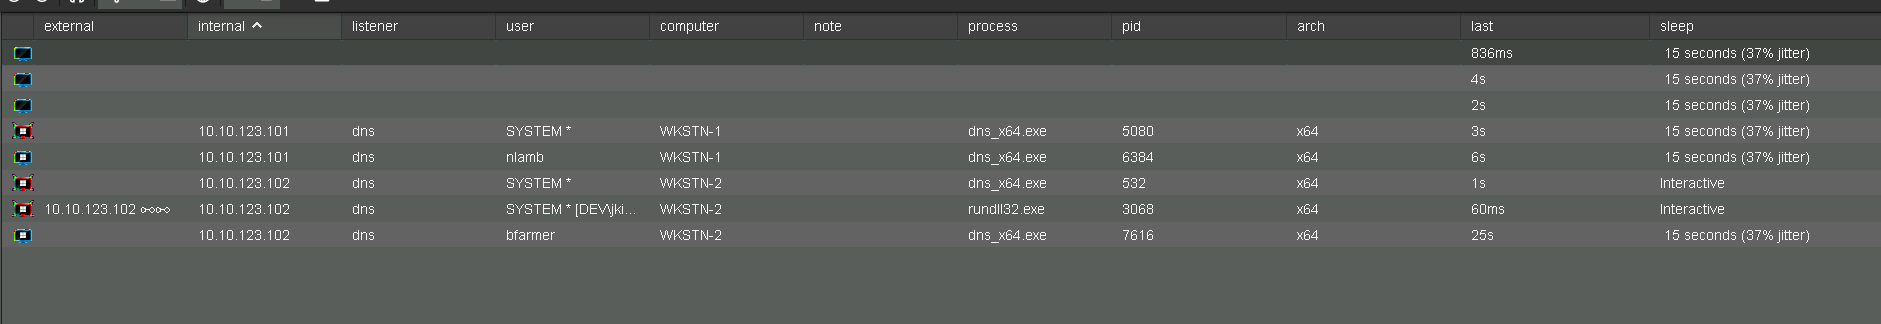 external internal listener user computer note process pid arch last sleep
836ms 15 seconds (37% jitter)
4s 15 seconds (37% jitter)
2s 15 seconds (37% jitter)
10.10.123.101 dns SYSTEM * WKSTN-1 dns_x64.exe 5080 x64 3s 15 seconds (37% jitter)
10.10.123.101 dns nlamb WKSTN-1 dns_x64.exe 6384 x64 6s 15 seconds (37% jitter)
10.10.123.102 dns SYSTEM * WKSTN-2 dns_x64.exe 532 x64 1s Interactive
10.10.123.102 10.10.123.102 dns SYSTEM * [DEV\jki... WKSTN-2 rundll32.exe 3068 x64 60ms Interactive
10.10.123.102 dns bfarmer WKSTN-2 dns_x64.exe 7616 x64 25s 15 seconds (37% jitter)